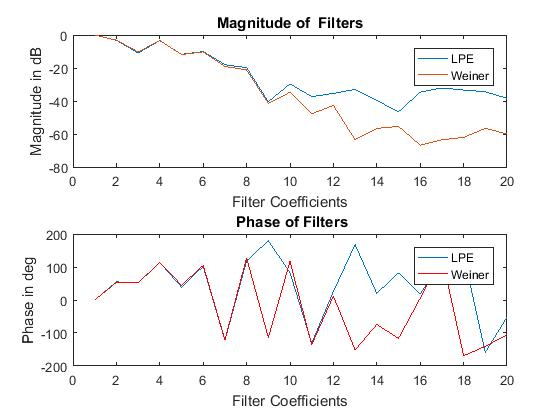 Magnitude of  Filters
0
-20
-40
-60
-80
Magnitude in dB
LPE
Weiner
0 2 4 6 8 10 12 14 16 18 20
Filter Coefficients
Phase of Filters
200
100
0
-100
-200
Phase in deg
LPE
Weiner
0 2 4 6 8 10 12 14 16 18 20
Filter Coefficients